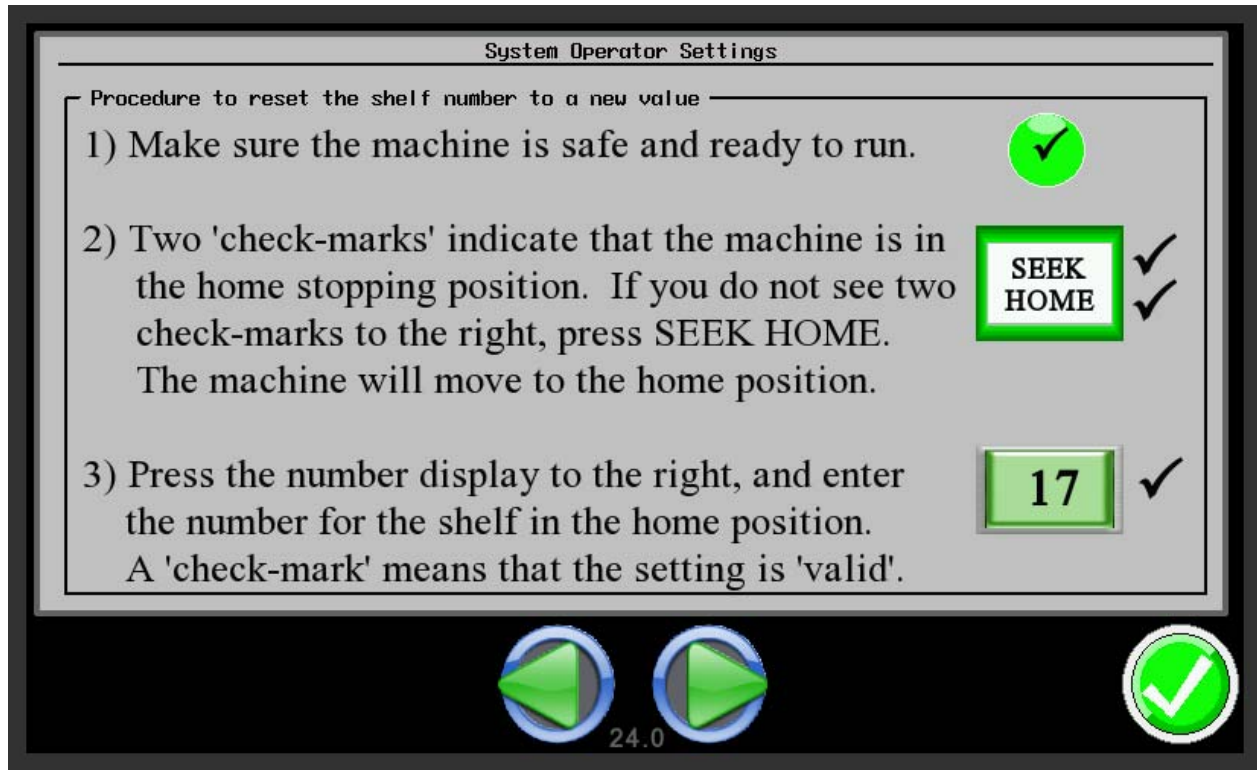 System Operator Settings
Procedure to reset the shelf number to a new value
1) Make sure the machine is safe and ready to run.
2) Two 'check-marks' indicate that the machine is in
the home stopping position. If you do not see two
check-marks to the right, press SEEK HOME.
The machine will move to the home position.
SEEK
HOME
3) Press the number display to the right, and enter
the number for the shelf in the home position.
A 'check-mark' means that the setting is 'valid'.
17
24.0